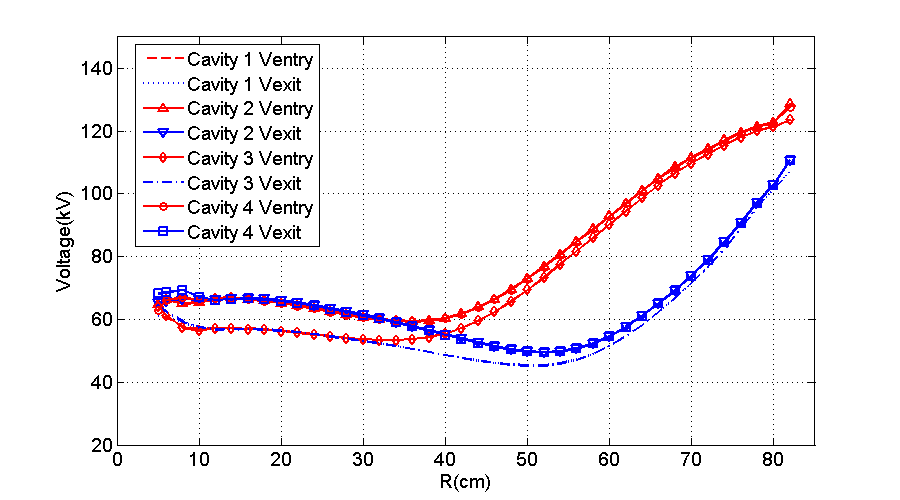 140
120
100
80
60
40
20
Voltage(kV)
Cavity 1 Ventry
Cavity 1 Vexit
Cavity 2 Ventry
Cavity 2 Vexit
Cavity 3 Ventry
Cavity 3 Vexit
Cavity 4 Ventry
Cavity 4 Vexit
0 10 20 30 40 50 60 70 80
R(cm)